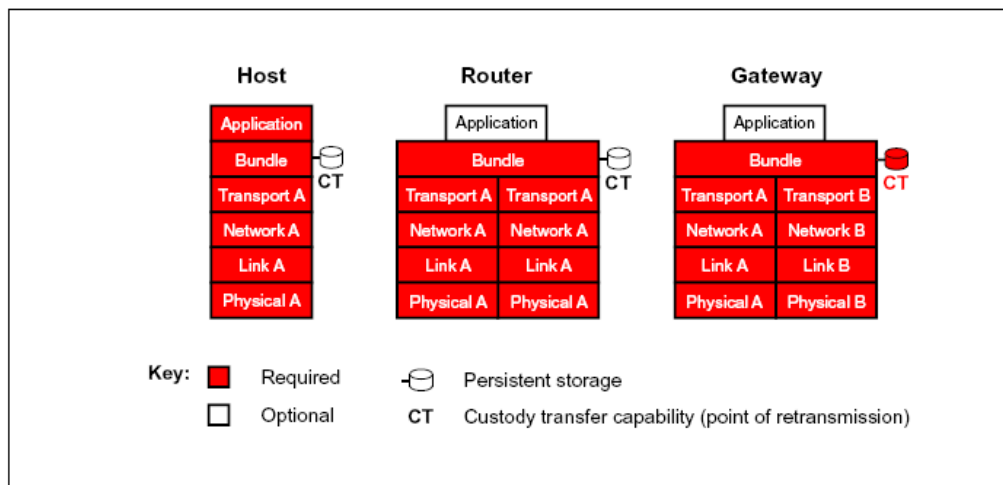 Host Router Gateway
Application Application Application
Bundle CT Bundle CT Bundle CT
Transport A Transport A Transport A Transport A Transport B
Network A Network A Network A Network A Network B
Link A Link A Link A Link A Link B
Physical A Physical A Physical A Physical A Physical B
Key: Required Persistent storage
Optional CT Custody transfer capability (point of retransmission)